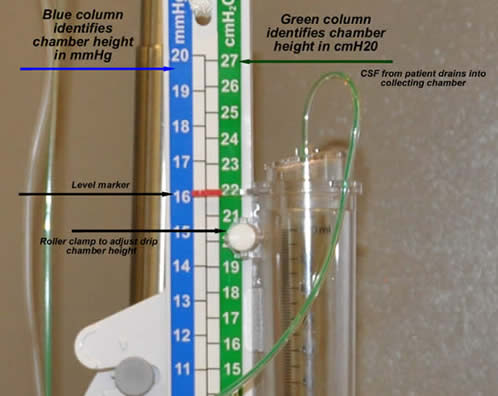 Blue column
identifies
chamber height
in mmHg
mmHg
cmH2O
Green column
identifies chamber
height in cmH20
CSF from patient drains into
collecting chamber
Level marker
Roller clamp to adjust drip
chamber height
20
19
18
17
16
15
14
13
12
11
27
26
25
24
23
22
21
19
18
17
16
15
ml